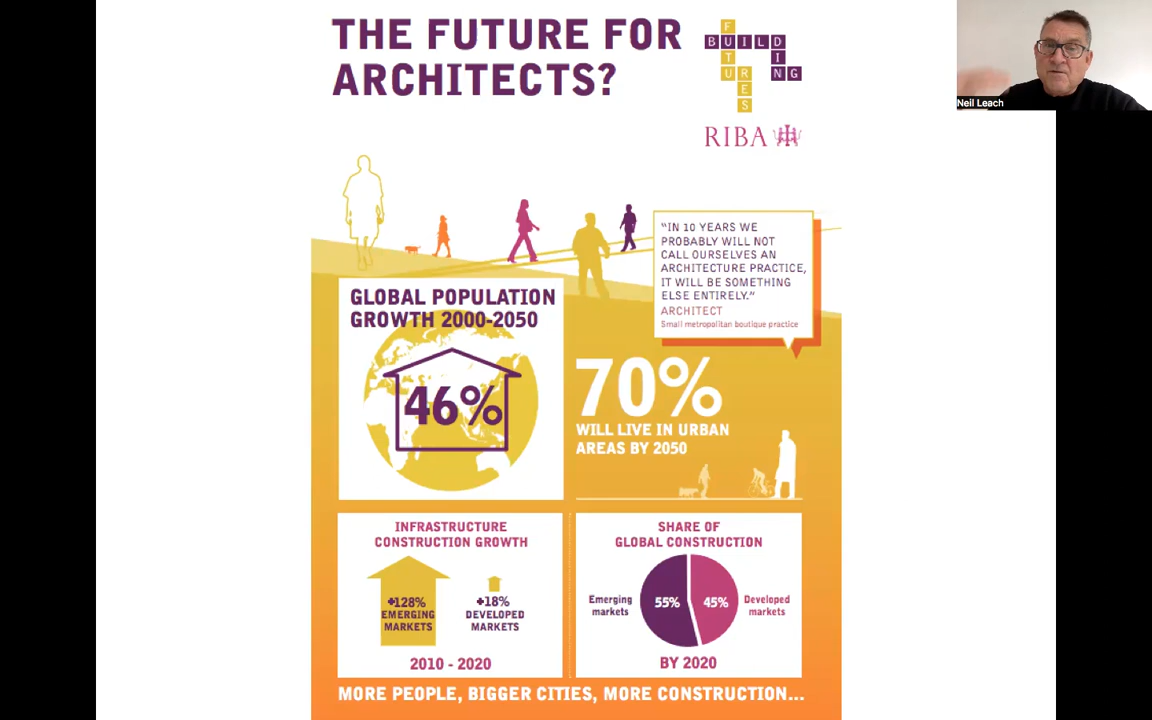 THE FUTURE FOR
ARCHITECTS?
BUILDING
FUTURES
RIBA
Neil Leach
"IN 10 YEARS WE
PROBABLY WILL NOT
CALL OURSELVES AN
ARCHITECTURE PRACTICE,
IT WILL BE SOMETHING
ELSE ENTIRELY."
ARCHITECT
Small metropolitan boutique practice
GLOBAL POPULATION
GROWTH 2000-2050
46%
70%
WILL LIVE IN URBAN
AREAS BY 2050
INFRASTRUCTURE
CONSTRUCTION GROWTH
+128%
EMERGING
MARKETS
+18%
DEVELOPED
MARKETS
2010 - 2020
SHARE OF
GLOBAL CONSTRUCTION
Emerging
markets
55%
45%
Developed
markets
BY 2020
MORE PEOPLE, BIGGER CITIES, MORE CONSTRUCTION...